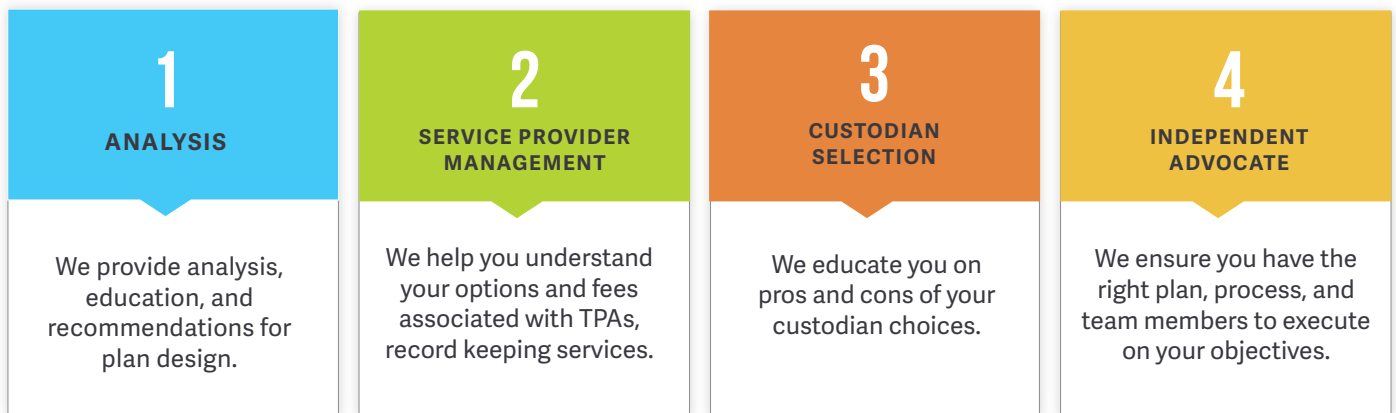 1
ANALYSIS
We provide analysis,
education, and
recommendations for
plan design.
2
SERVICE PROVIDER
MANAGEMENT
We help you understand
your options and fees
associated with TPAs,
record keeping services.
3
CUSTODIAN
SELECTION
We educate you on
pros and cons of your
custodian choices.
4
INDEPENDENT
ADVOCATE
We ensure you have the
right plan, process, and
team members to execute
on your objectives.